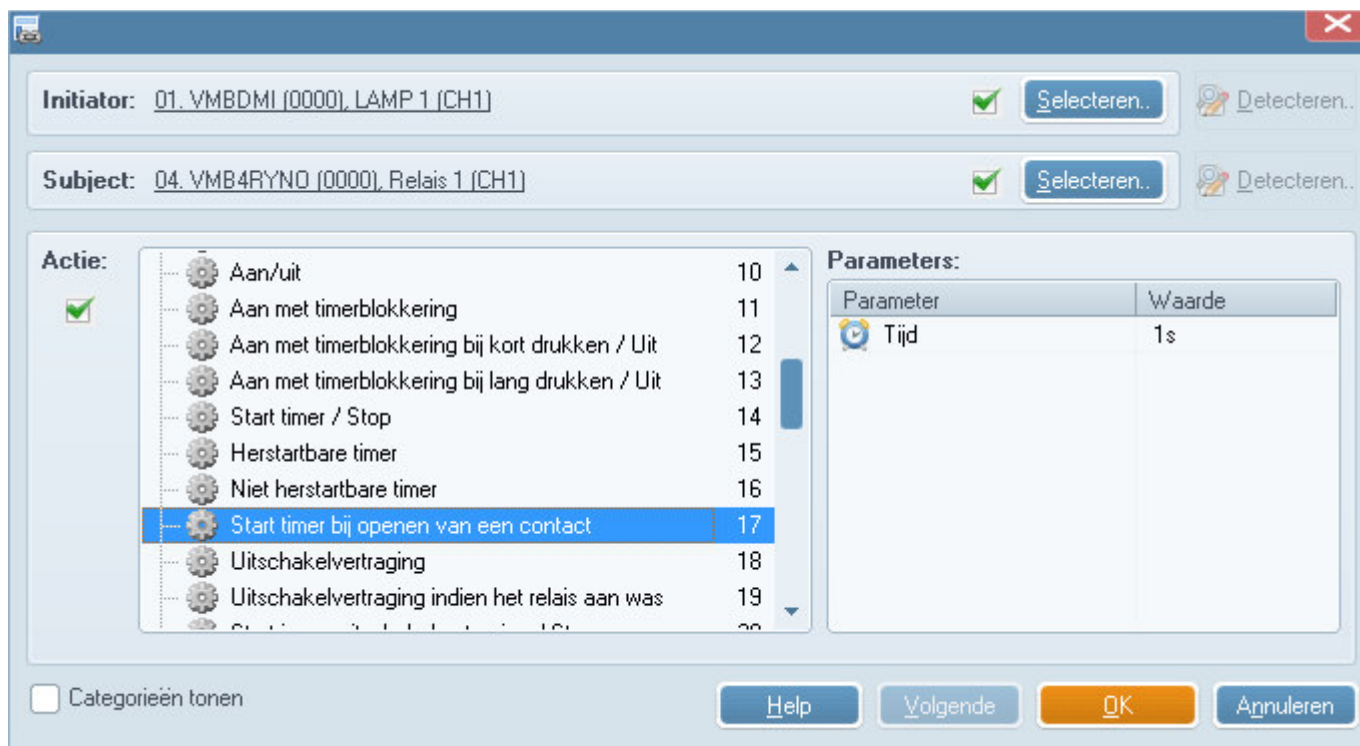 Initiator: 01. VMBDMI (0000), LAMP 1 (CH1) Selecteren.. Detecteren..
Subject: 04. VMB4RYNO (0000), Relais 1 (CH1) Selecteren.. Detecteren..
Actie:
Aan/uit 10
Aan met timerblokkering 11
Aan met timerblokkering bij kort drukken / Uit 12
Aan met timerblokkering bij lang drukken / Uit 13
Start timer / Stop 14
Herstartbare timer 15
Niet herstartbare timer 16
Start timer bij openen van een contact 17
Uitschakelvertraging 18
Uitschakelvertraging indien het relais aan was 19
Parameters:
Parameter Waarde
Tijd 1s
Categorieën tonen
Help Volgende OK Annuleren